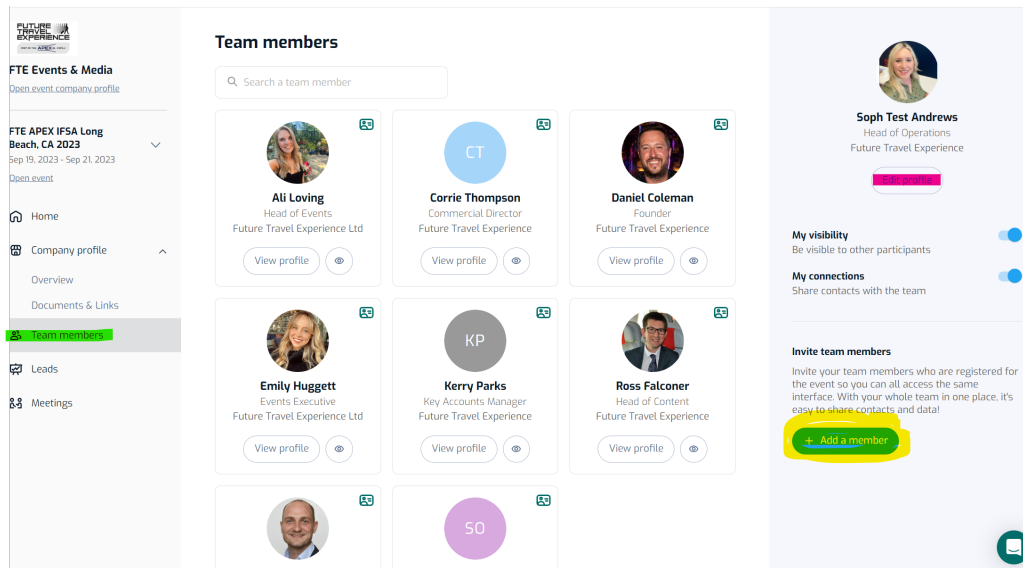 FUTURE
TRAVEL
EXPERIENCE
FTE Events & Media
Open event company profile
FTE APEX IFSA Long
Beach, CA 2023
Sep 19, 2023 - Sep 21, 2023
Open event
Home
Company profile
Overview
Documents & Links
Team members
Leads
Meetings
Team members
Search a team member
Ali Loving
Head of Events
Future Travel Experience Ltd
View profile
CT
Corrie Thompson
Commercial Director
Future Travel Experience
View profile
Daniel Coleman
Founder
Future Travel Experience
View profile
Emily Huggett
Events Executive
Future Travel Experience Ltd
View profile
KP
Kerry Parks
Key Accounts Manager
Future Travel Experience
View profile
Ross Falconer
Head of Content
Future Travel Experience
View profile
SO
Soph Test Andrews
Head of Operations
Future Travel Experience
Edit profile
My visibility
Be visible to other participants
My connections
Share contacts with the team
Invite team members
Invite your team members who are registered for
the event so you can all access the same
interface. With your whole team in one place, it's
easy to share contacts and data!
+ Add a member